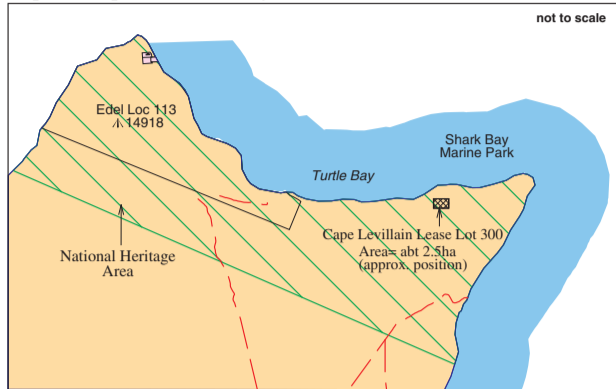 not to scale
Edel Loc 113
14918
Shark Bay
Marine Park
Turtle Bay
Cape Levillain Lease Lot 300
Area= abt 2.5ha
(approx. position)
National Heritage
Area